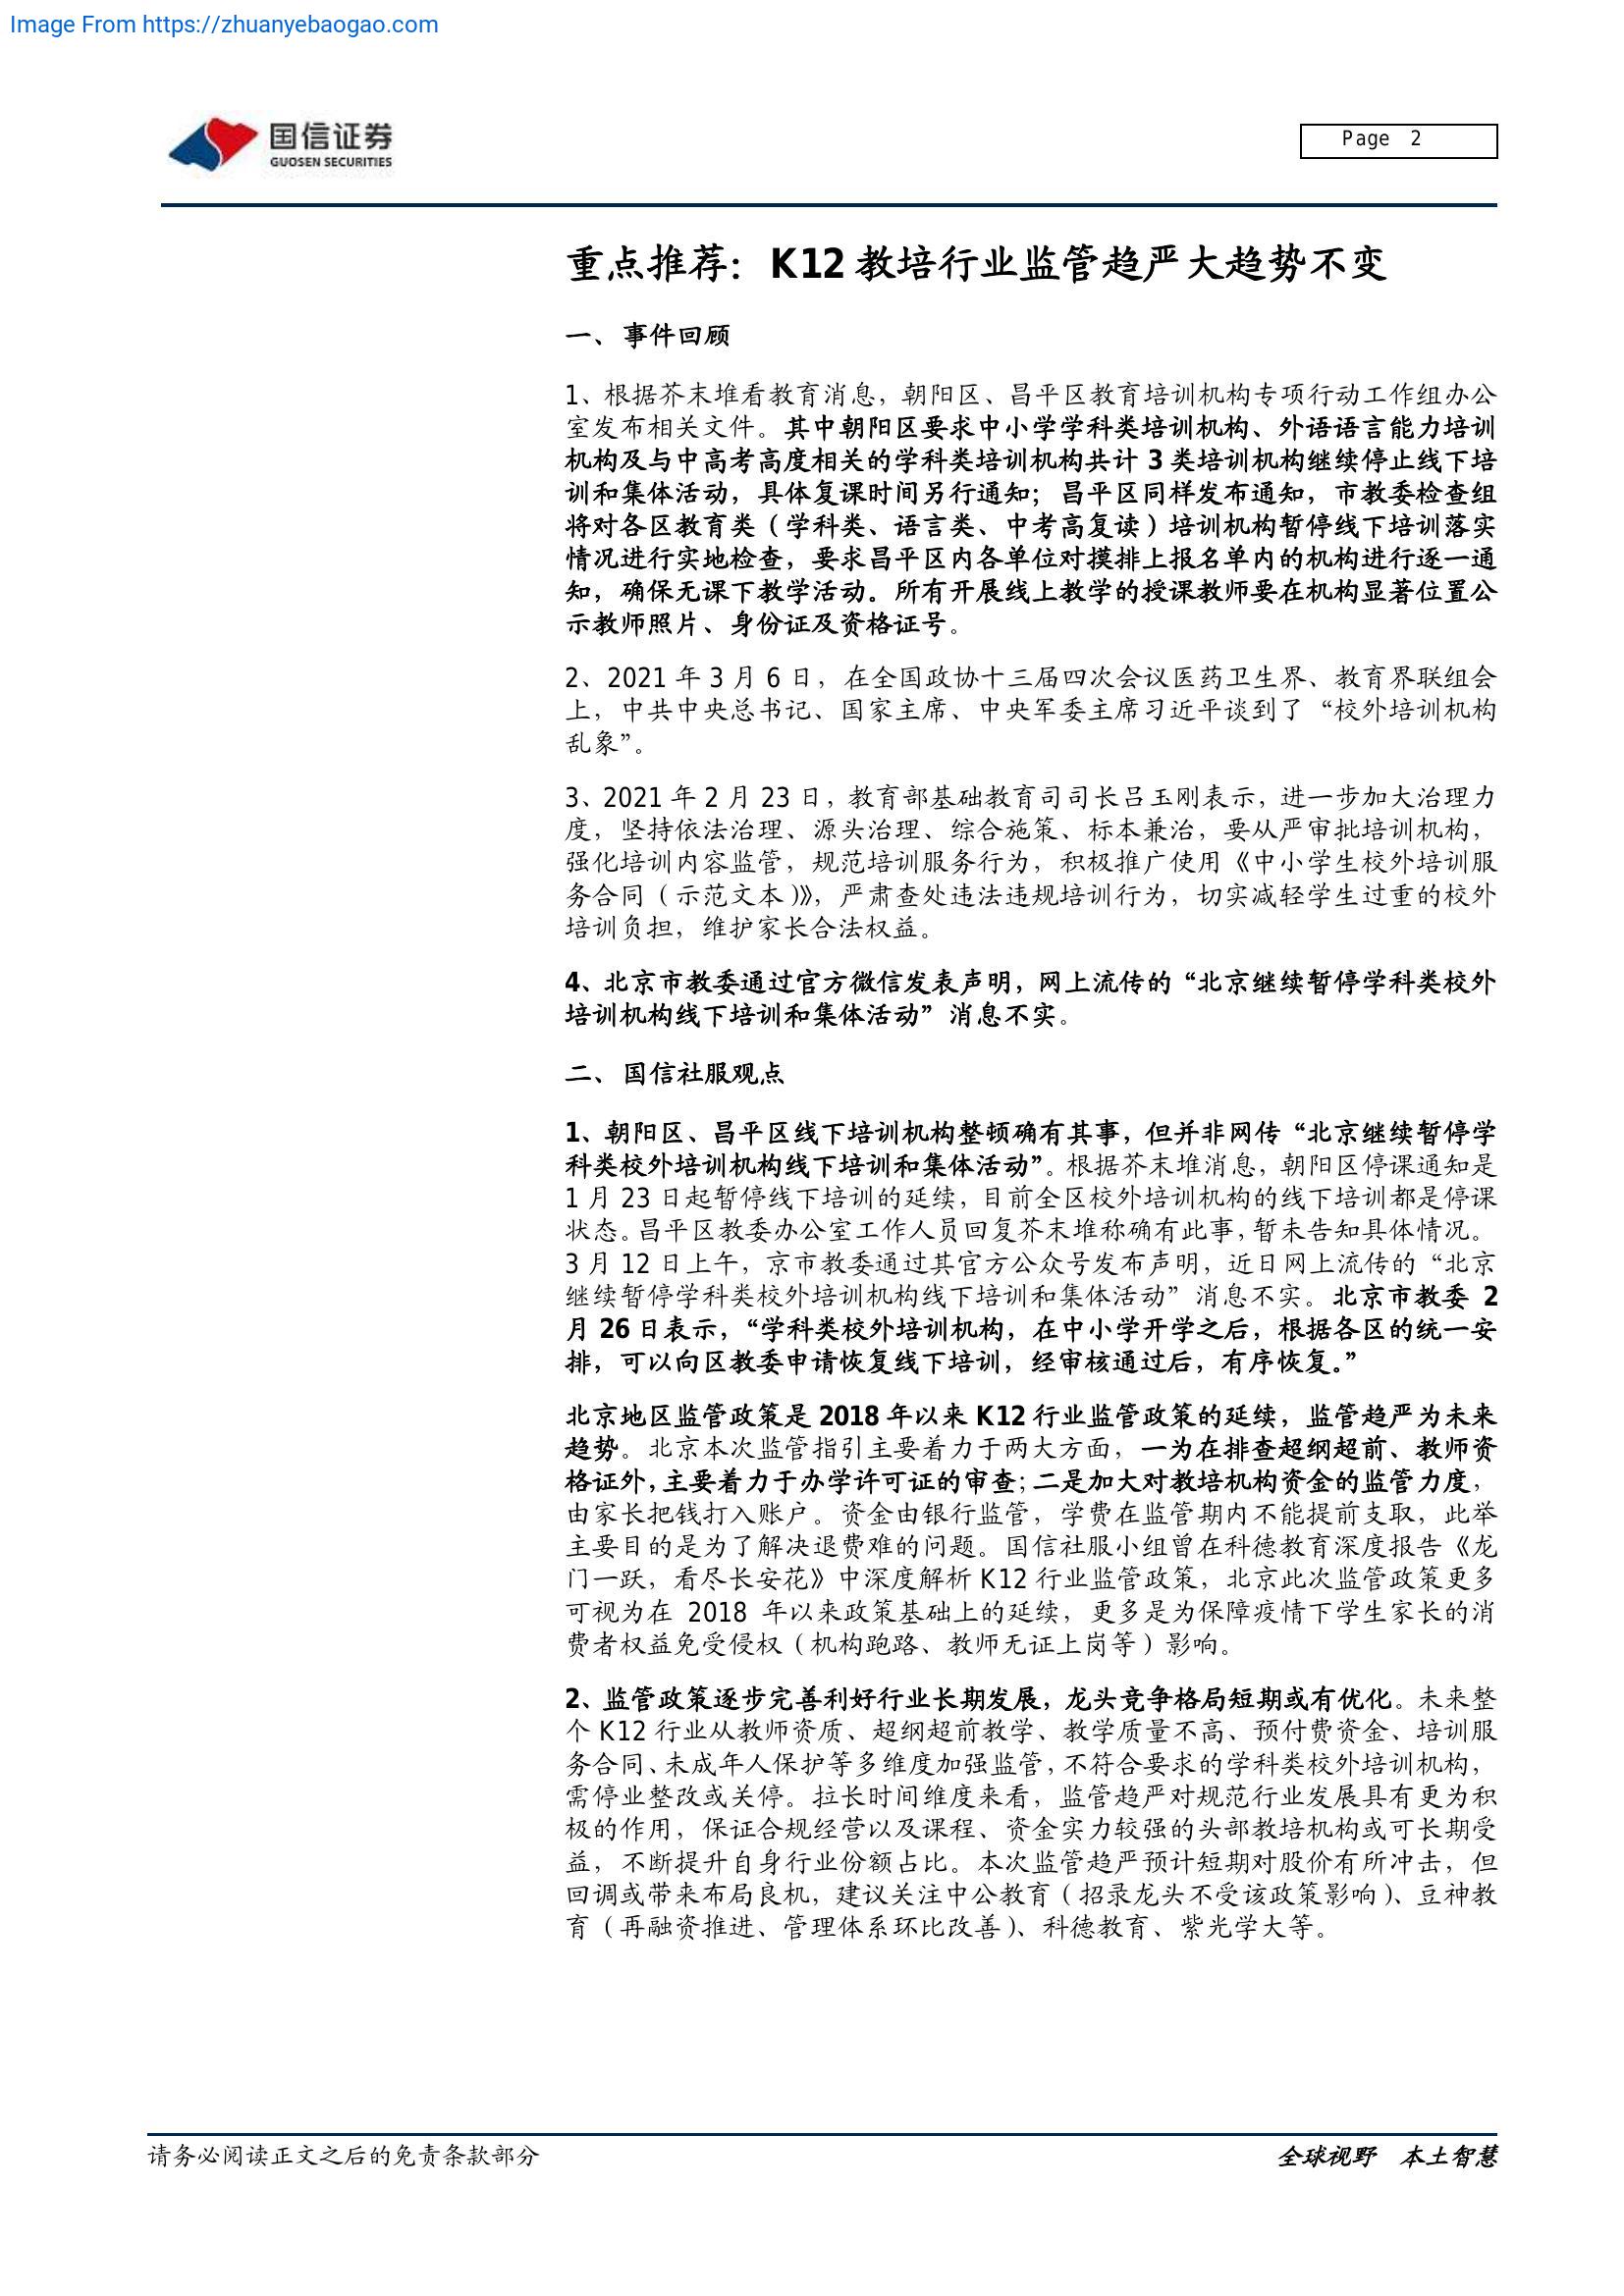 Image From https://zhuanyebaogao.com
国信证券
GUOSEN SECURITIES
Page 2
重点推荐：K12教培行业监管趋严大趋势不变
一、事件回顾
1、根据芥末堆看教育消息，朝阳区、昌平区教育培训机构专项行动工作组办公
室发布相关文件。其中朝阳区要求中小学学科类培训机构、外语语言能力培训
机构及与中高考高度相关的学科类培训机构共计 3 类培训机构继续停止线下培
训和集体活动，具体复课时间另行通知；昌平区同样发布通知，市教委检查组
将对各区教育类（学科类、语言类、中考高复读）培训机构暂停线下培训落实
情况进行实地检查，要求昌平区内各单位对摸排上报名单内的机构进行逐一通
知，确保无课下教学活动。所有开展线上教学的授课教师要在机构显著位置公
示教师照片、身份证及资格证号。
2、2021 年 3 月 6 日，在全国政协十三届四次会议医药卫生界、教育界联组会
上，中共中央总书记、国家主席、中央军委主席习近平谈到了“校外培训机构
乱象”。
3、2021 年 2 月 23 日，教育部基础教育司司长吕玉刚表示，进一步加大治理力
度，坚持依法治理、源头治理、综合施策、标本兼治，要从严审批培训机构，
强化培训内容监管，规范培训服务行为，积极推广使用《中小学生校外培训服
务合同（示范文本）》，严肃查处违法违规培训行为，切实减轻学生过重的校外
培训负担，维护家长合法权益。
4、北京市教委通过官方微信发表声明，网上流传的“北京继续暂停学科类校外
培训机构线下培训和集体活动”消息不实。
二、国信社服观点
1、朝阳区、昌平区线下培训机构整顿确有其事，但并非网传“北京继续暂停学
科类校外培训机构线下培训和集体活动”。根据芥末堆消息，朝阳区停课通知是
1 月 23 日起暂停线下培训的延续，目前全区校外培训机构的线下培训都是停课
状态。昌平区教委办公室工作人员回复芥末堆称确有此事，暂未告知具体情况。
3 月 12 日上午，京市教委通过其官方公众号发布声明，近日网上流传的“北京
继续暂停学科类校外培训机构线下培训和集体活动”消息不实。北京市教委 2
月 26 日表示，“学科类校外培训机构，在中小学开学之后，根据各区的统一安
排，可以向区教委申请恢复线下培训，经审核通过后，有序恢复。”
北京地区监管政策是 2018 年以来 K12 行业监管政策的延续，监管趋严为未来
趋势。北京本次监管指引主要着力于两大方面，一为在排查超纲超前、教师资
格证外，主要着力于办学许可证的审查；二是加大对教培机构资金的监管力度，
由家长把钱打入账户。资金由银行监管，学费在监管期内不能提前支取，此举
主要目的是为了解决退费难的问题。国信社服小组曾在科德教育深度报告《龙
门一跃，看尽长安花》中深度解析 K12 行业监管政策，北京此次监管政策更多
可视为在 2018 年以来政策基础上的延续，更多是为保障疫情下学生家长的消
费者权益免受侵权（机构跑路、教师无证上岗等）影响。
2、监管政策逐步完善利好行业长期发展，龙头竞争格局短期或有优化。未来整
个 K12 行业从教师资质、超纲超前教学、教学质量不高、预付费资金、培训服
务合同、未成年人保护等多维度加强监管，不符合要求的学科类校外培训机构，
需停业整改或关停。拉长时间维度来看，监管趋严对规范行业发展具有更为积
极的作用，保证合规经营以及课程、资金实力较强的头部教培机构或可长期受
益，不断提升自身行业份额占比。本次监管趋严预计短期对股价有所冲击，但
回调或带来布局良机，建议关注中公教育（招录龙头不受该政策影响）、豆神教
育（再融资推进、管理体系环比改善）、科德教育、紫光学大等。
请务必阅读正文之后的免责条款部分
全球视野 本土智慧